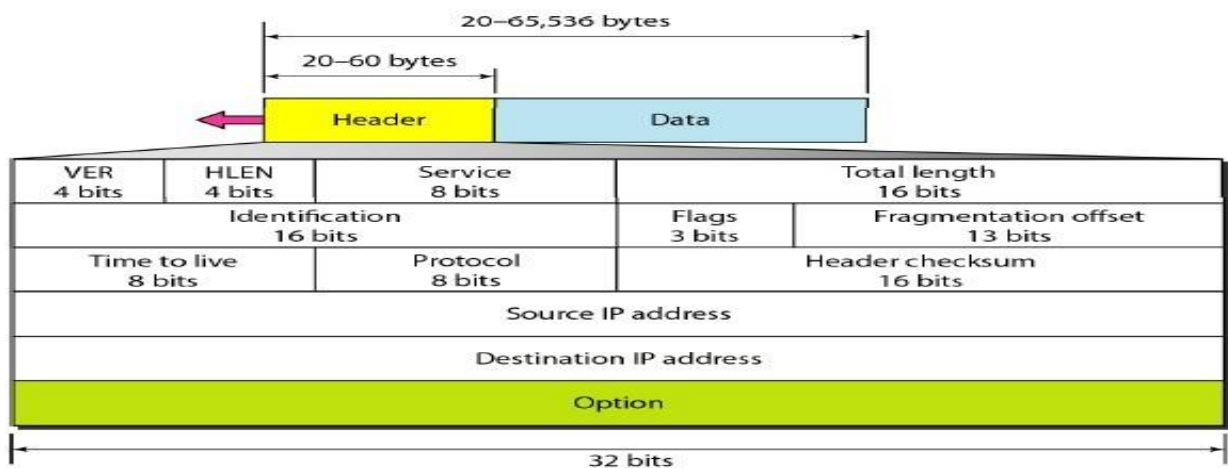 20–65,536 bytes
20–60 bytes
Header
Data
VER
4 bits
HLEN
4 bits
Service
8 bits
Total length
16 bits
Identification
16 bits
Flags
3 bits
Fragmentation offset
13 bits
Time to live
8 bits
Protocol
8 bits
Header checksum
16 bits
Source IP address
Destination IP address
Option
32 bits